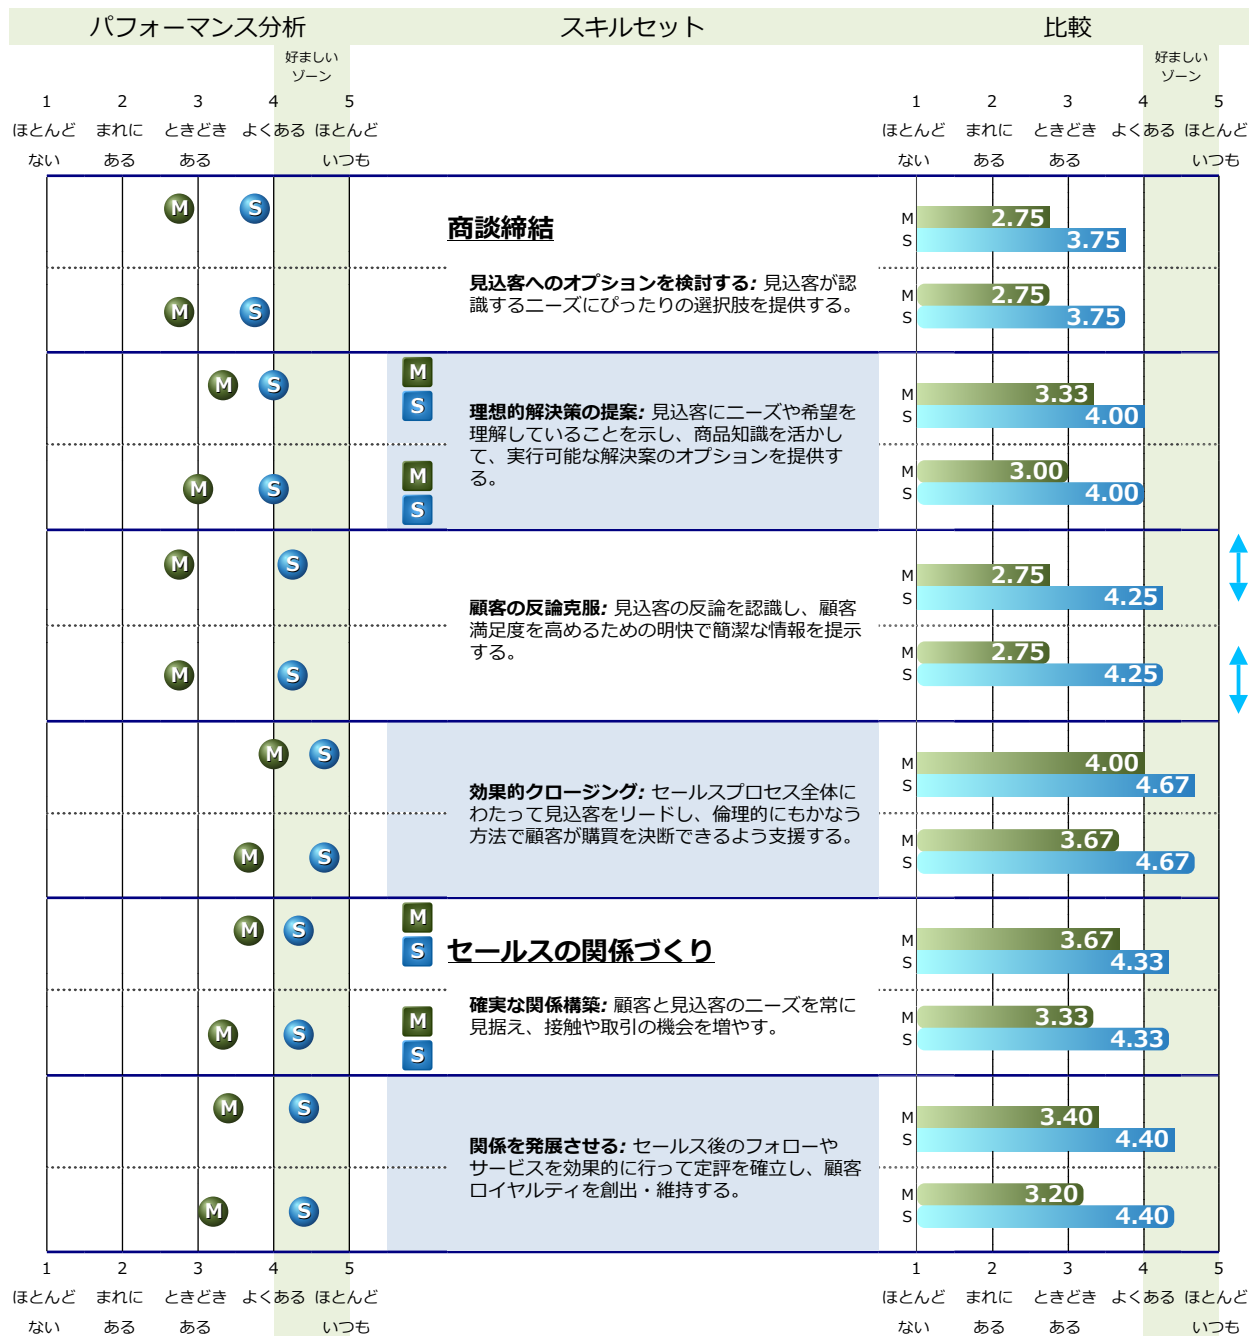 パフォーマンス分析 スキルセット 比較
好ましい 好ましい
ゾーン ゾーン
1 2 3 4 5 1 2 3 4 5
ほとんど まれに ときどき よくある ほとんど ほとんど まれに ときどき よくある ほとんど
ない ある ある いつも ない ある ある いつも
M S
商談締結
M 2.75
S 3.75
M S
見込客へのオプションを検討する: 見込客が認
識するニーズにぴったりの選択肢を提供する。
M 2.75
S 3.75
M S
M
S
理想的解決策の提案: 見込客にニーズや希望を
理解していることを示し、商品知識を活かし
て、実行可能な解決案のオプションを提供す
る。
M 3.33
S 4.00
M S
M
S
M 3.00
S 4.00
M S
顧客の反論克服: 見込客の反論を認識し、顧客
満足度を高めるための明快で簡潔な情報を提示
する。
M 2.75
S 4.25
M S
M 2.75
S 4.25
M S
効果的クロージング: セールスプロセス全体に
わたって見込客をリードし、倫理的にもかなう
方法で顧客が購買を決断できるよう支援する。
M 4.00
S 4.67
M S
M 3.67
S 4.67
M S
M
S
セールスの関係づくり
M 3.67
S 4.33
M S
M
S
確実な関係構築: 顧客と見込客のニーズを常に
見据え、接触や取引の機会を増やす。
M 3.33
S 4.33
M S
関係を発展させる: セールス後のフォローや
サービスを効果的に行って定評を確立し、顧客
ロイヤルティを創出・維持する。
M 3.40
S 4.40
M S
M 3.20
S 4.40
1 2 3 4 5 1 2 3 4 5
ほとんど まれに ときどき よくある ほとんど ほとんど まれに ときどき よくある ほとんど
ない ある ある いつも ない ある ある いつも